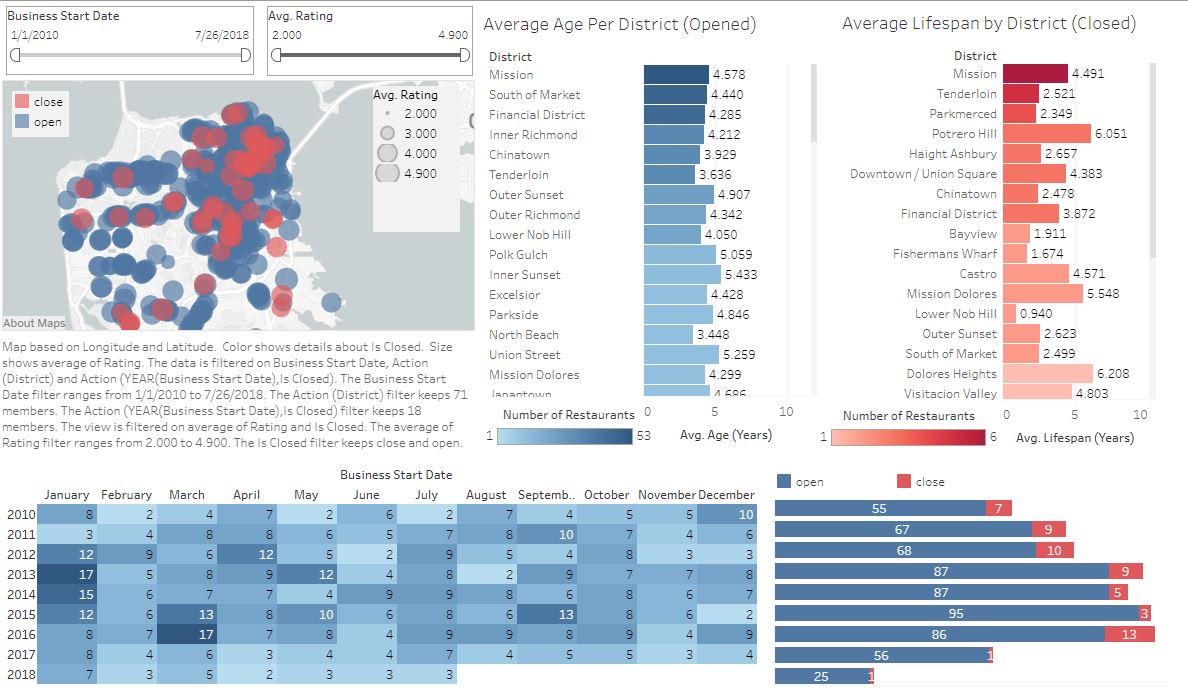 Business Start Date
1/1/2010 7/26/2018
Avg. Rating
2.000 4.900
close
open
Avg. Rating
2.000
3.000
4.000
4.900
About Maps
Map based on Longitude and Latitude. Color shows details about Is Closed. Size
shows average of Rating. The data is filtered on Business Start Date, Action
(District) and Action (YEAR(Business Start Date),Is Closed). The Business Start
Date filter ranges from 1/1/2010 to 7/26/2018. The Action (District) filter keeps 71
members. The Action (YEAR(Business Start Date),Is Closed) filter keeps 18
members. The view is filtered on average of Rating and Is Closed. The average of
Rating filter ranges from 2.000 to 4.900. The Is Closed filter keeps close and open.
Average Age Per District (Opened)
District
Mission 4.578
South of Market 4.440
Financial District 4.285
Inner Richmond 4.212
Chinatown 3.929
Tenderloin 3.636
Outer Sunset 4.907
Outer Richmond 4.342
Lower Nob Hill 4.050
Polk Gulch 5.059
Inner Sunset 5.433
Excelsior 4.428
Parkside 4.846
North Beach 3.448
Union Street 5.259
Mission Dolores 4.299
Japantown 4.686
0 5 10
Number of Restaurants
1 53
Avg. Age (Years)
Average Lifespan by District (Closed)
District
Mission 4.491
Tenderloin 2.521
Parkmerced 2.349
Potrero Hill 6.051
Haight Ashbury 2.657
Downtown / Union Square 4.383
Chinatown 2.478
Financial District 3.872
Bayview 1.911
Fishermans Wharf 1.674
Castro 4.571
Mission Dolores 5.548
Lower Nob Hill 0.940
Outer Sunset 2.623
South of Market 2.499
Dolores Heights 6.208
Visitacion Valley 4.803
0 5 10
Number of Restaurants
1 6
Avg. Lifespan (Years)
Business Start Date
January February March April May June July August Septemb.. October November December
2010 8 2 4 7 2 6 2 7 4 5 5 10
2011 3 4 8 8 6 5 7 8 10 7 4 6
2012 12 9 6 12 5 2 9 5 4 8 3 3
2013 17 5 8 9 12 4 8 2 9 7 7 8
2014 15 6 7 7 4 9 9 8 6 8 6 7
2015 12 6 13 8 10 6 8 6 13 8 6 2
2016 8 7 17 7 8 4 9 9 8 9 4 9
2017 8 4 6 3 4 4 7 4 5 5 3 4
2018 7 3 5 2 3 3 3
open close
55 7
67 9
68 10
87 9
87 5
95 3
86 13
56 1
25 1